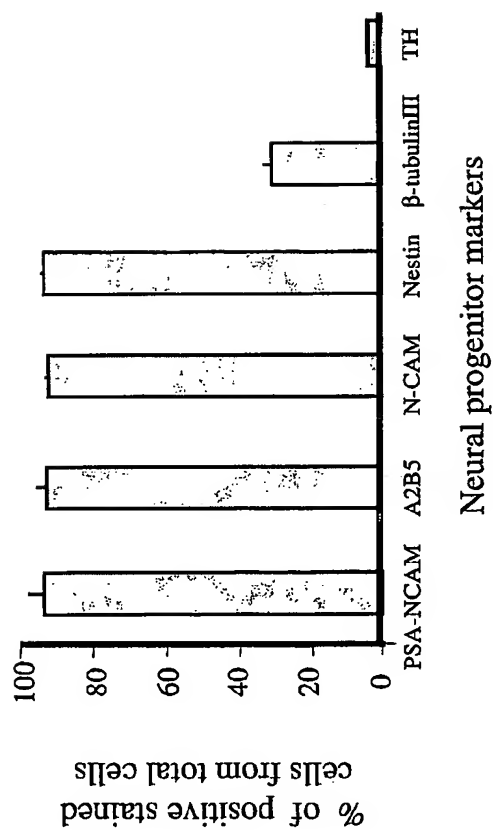 % of positive stained
cells from total cells
100
80
60
40
20
0
PSA-NCAM
A2B5
N-CAM
Nestin
β-tubulinIII
TH
Neural progenitor markers